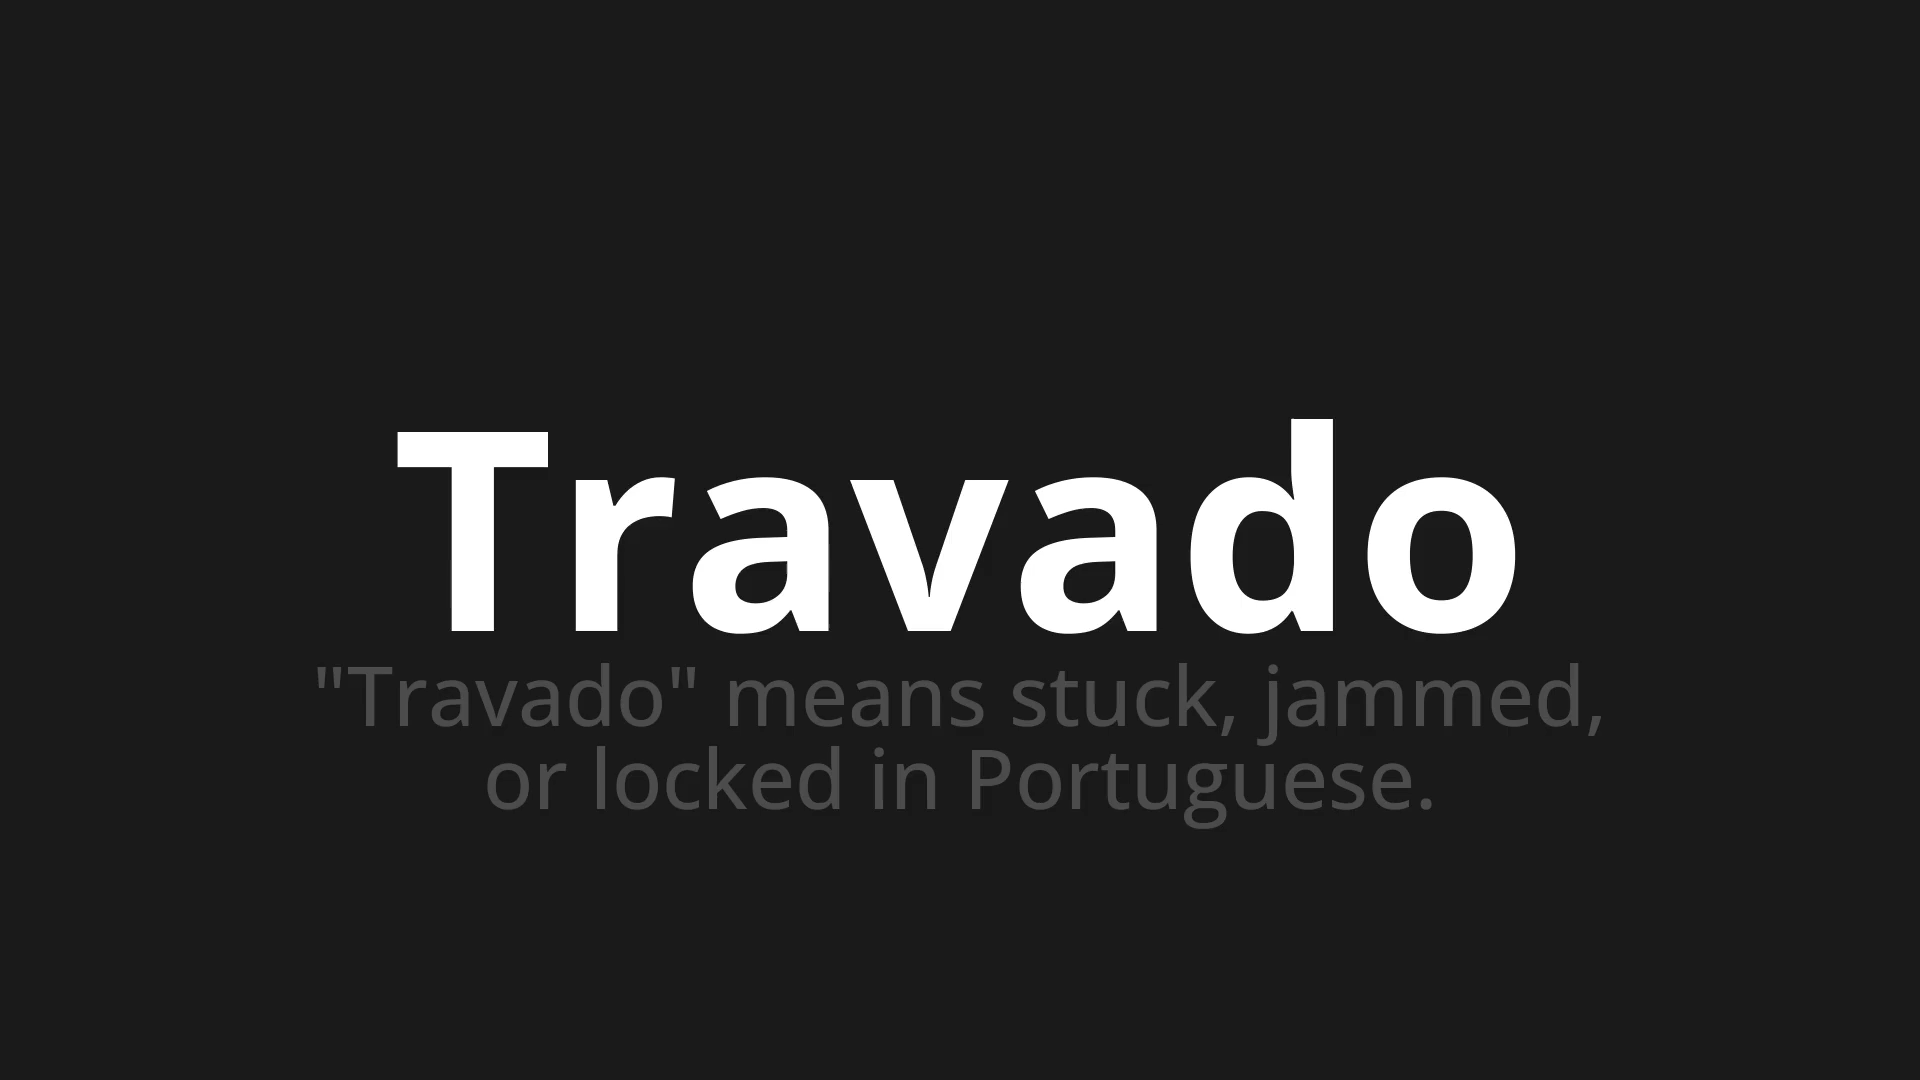 Travado
"Travado" means stuck, jammed,
or locked in Portuguese.